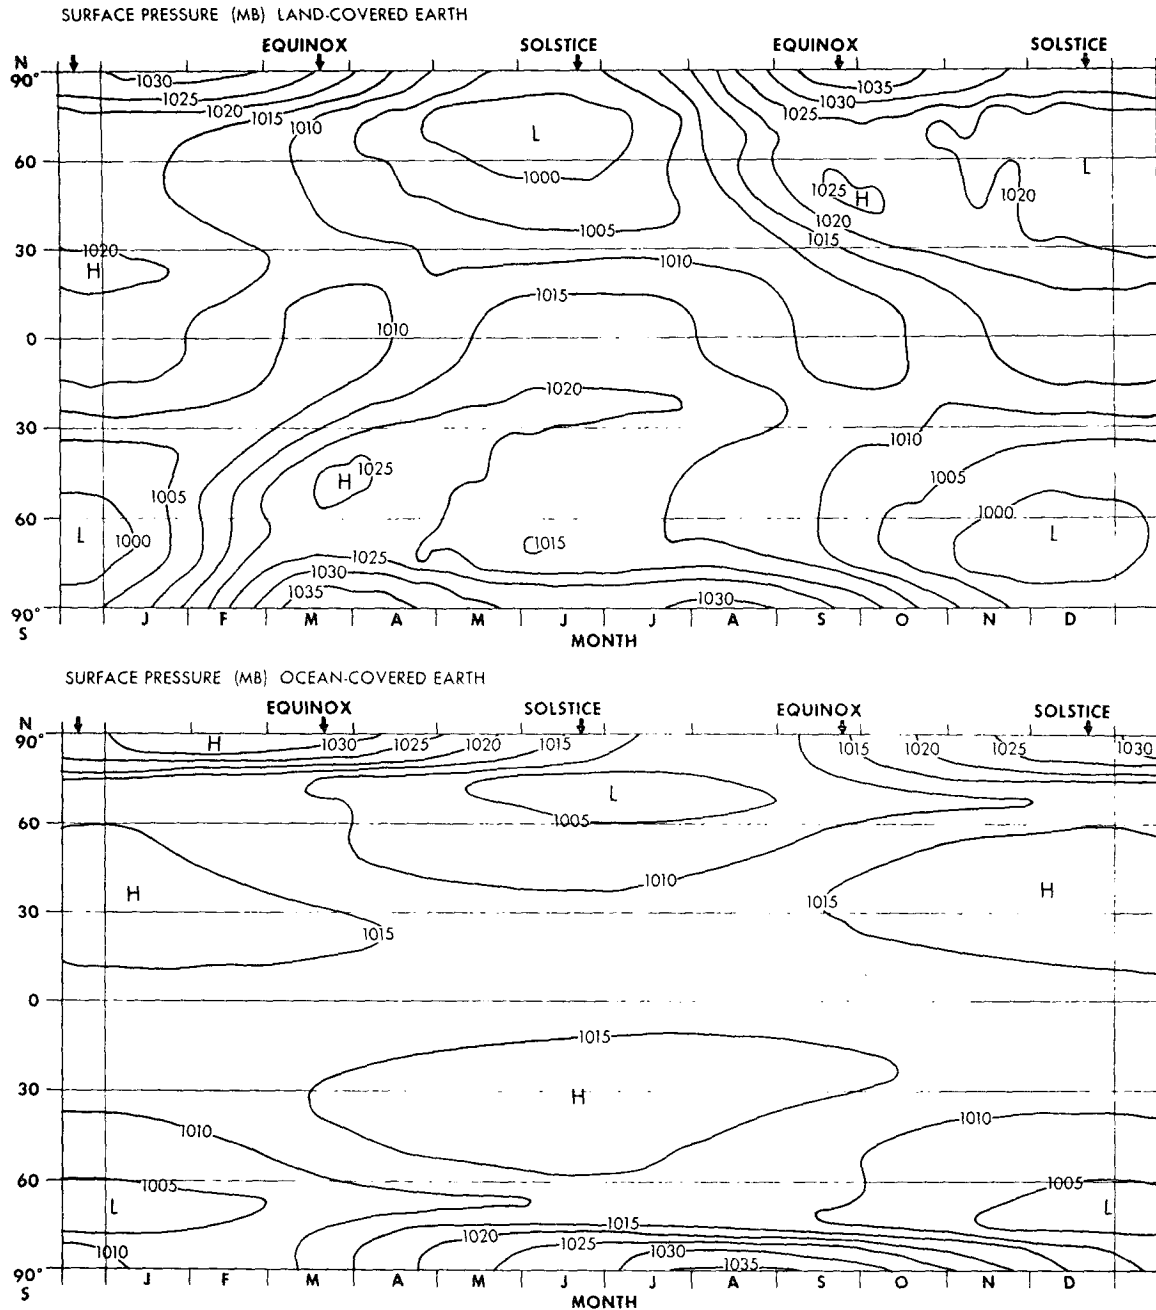 SURFACE PRESSURE (MB) LAND-COVERED EARTH
EQUINOX SOLSTICE EQUINOX SOLSTICE
N
90° 1030 1035
1025 1030
1020 1015 1010 1025
L
60 L
1000 1025 H 1020
1005 1020
1015
30 1020 1010
H
1015
0 1010
1020
30 1010
1025 1005
H
1005 1000
60 L 1000 1015 L
1025
1030
1035 1030
90°
S J F M A M J J A S O N D
MONTH
SURFACE PRESSURE (MB) OCEAN-COVERED EARTH
EQUINOX SOLSTICE EQUINOX SOLSTICE
N
90° H 1030 1025 1020 1015 1015 1020 1025 1030
L
60 1005
1010
H H
1015
30
1015
0
1015
30 H
1010 1010
60
1005 1005
L L
1015
1020
1025
1010 1030
1035
90°
S J F M A M J J A S O N D
MONTH